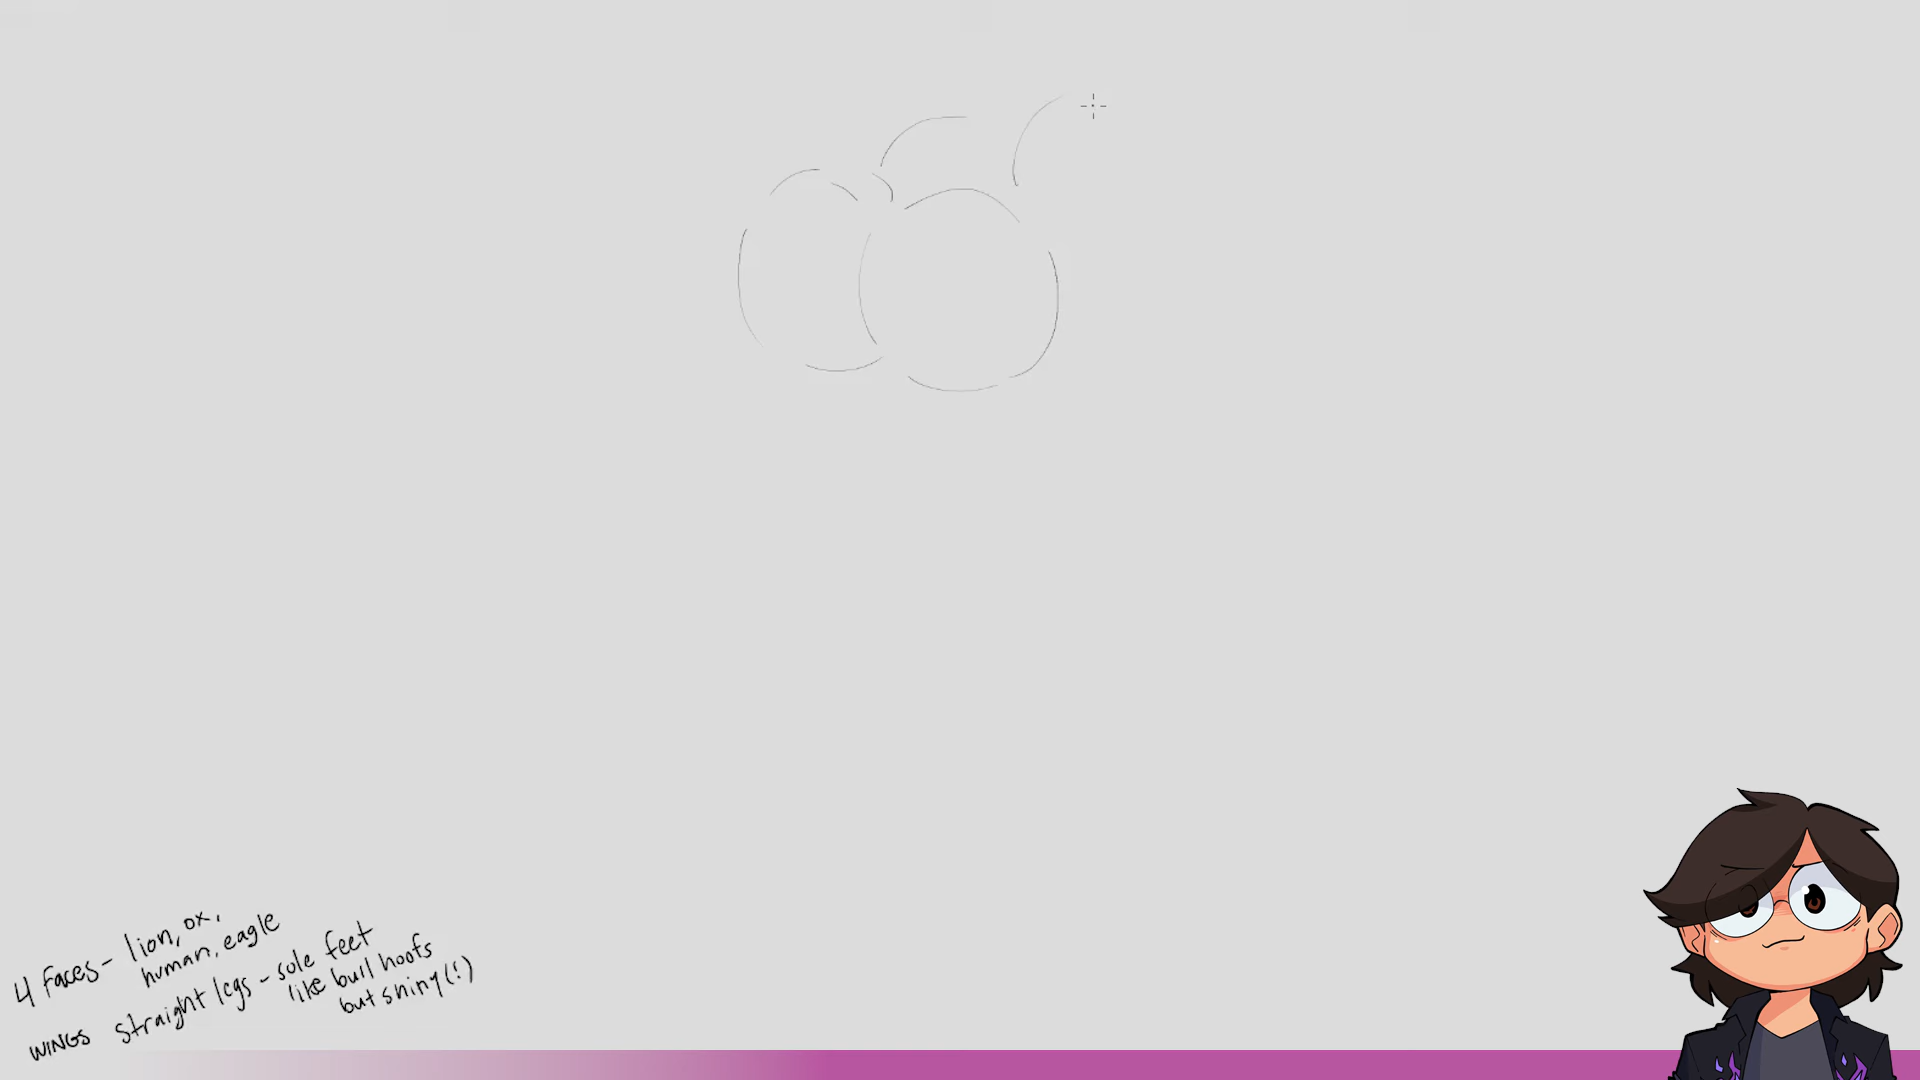 4 faces - lion, ox,
human, eagle
WINGS straight legs - sole feet
like bull hoofs
but shiny (!)